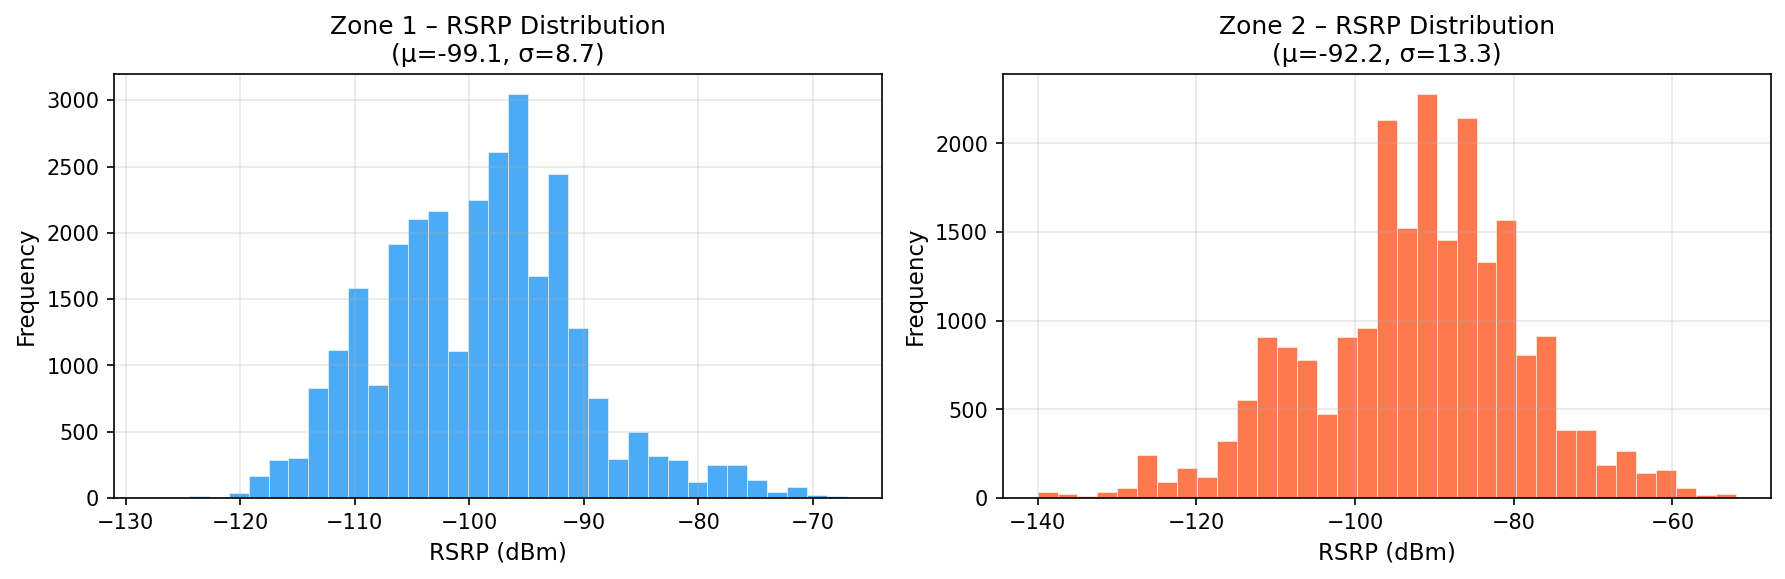 Zone 1 – RSRP Distribution
(μ=-99.1, σ=8.7)
Frequency
3000
2500
2000
1500
1000
500
0
−130 −120 −110 −100 −90 −80 −70
RSRP (dBm)
Zone 2 – RSRP Distribution
(μ=-92.2, σ=13.3)
Frequency
2000
1500
1000
500
0
−140 −120 −100 −80 −60
RSRP (dBm)